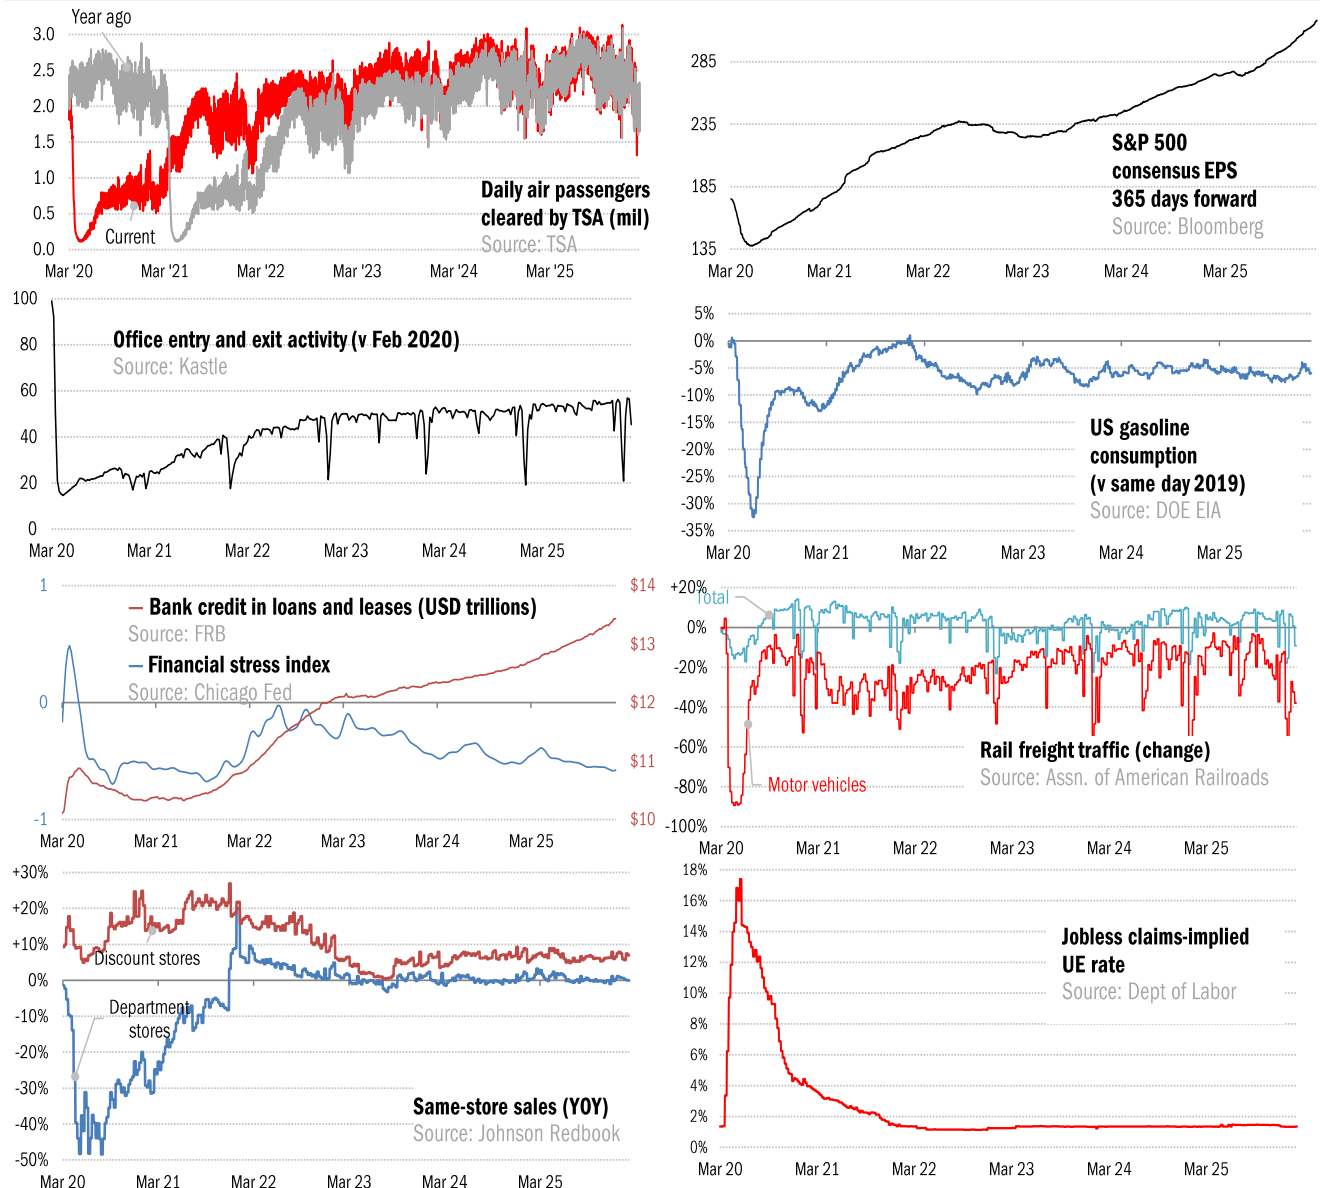 Year ago
3.0
2.5
2.0
1.5
1.0
0.5
0.0
Current
Daily air passengers
cleared by TSA (mil)
Source: TSA
Mar '20
Mar '21
Mar '22
Mar '23
Mar '24
Mar '25
285
235
185
135
S&P 500
consensus EPS
365 days forward
Source: Bloomberg
Mar 20
Mar 21
Mar 22
Mar 23
Mar 24
Mar 25
100
80
60
40
20
0
Office entry and exit activity (v Feb 2020)
Source: Kastle
Mar 20
Mar 21
Mar 22
Mar 23
Mar 24
Mar 25
5%
0%
-5%
-10%
-15%
-20%
-25%
-30%
-35%
US gasoline
consumption
(v same day 2019)
Source: DOE EIA
Mar 20
Mar 21
Mar 22
Mar 23
Mar 24
Mar 25
1
0
-1
Bank credit in loans and leases (USD trillions)
Source: FRB
Financial stress index
Source: Chicago Fed
$14
$13
$12
$11
$10
Mar 20
Mar 21
Mar 22
Mar 23
Mar 24
Mar 25
+20%
0%
-20%
-40%
-60%
-80%
-100%
Total
Motor vehicles
Rail freight traffic (change)
Source: Assn. of American Railroads
Mar 20
Mar 21
Mar 22
Mar 23
Mar 24
Mar 25
+30%
+20%
+10%
0%
-10%
-20%
-30%
-40%
-50%
Discount stores
Department
stores
Same-store sales (YOY)
Source: Johnson Redbook
Mar 20
Mar 21
Mar 22
Mar 23
Mar 24
Mar 25
18%
16%
14%
12%
10%
8%
6%
4%
2%
0%
Jobless claims-implied
UE rate
Source: Dept of Labor
Mar 20
Mar 21
Mar 22
Mar 23
Mar 24
Mar 25